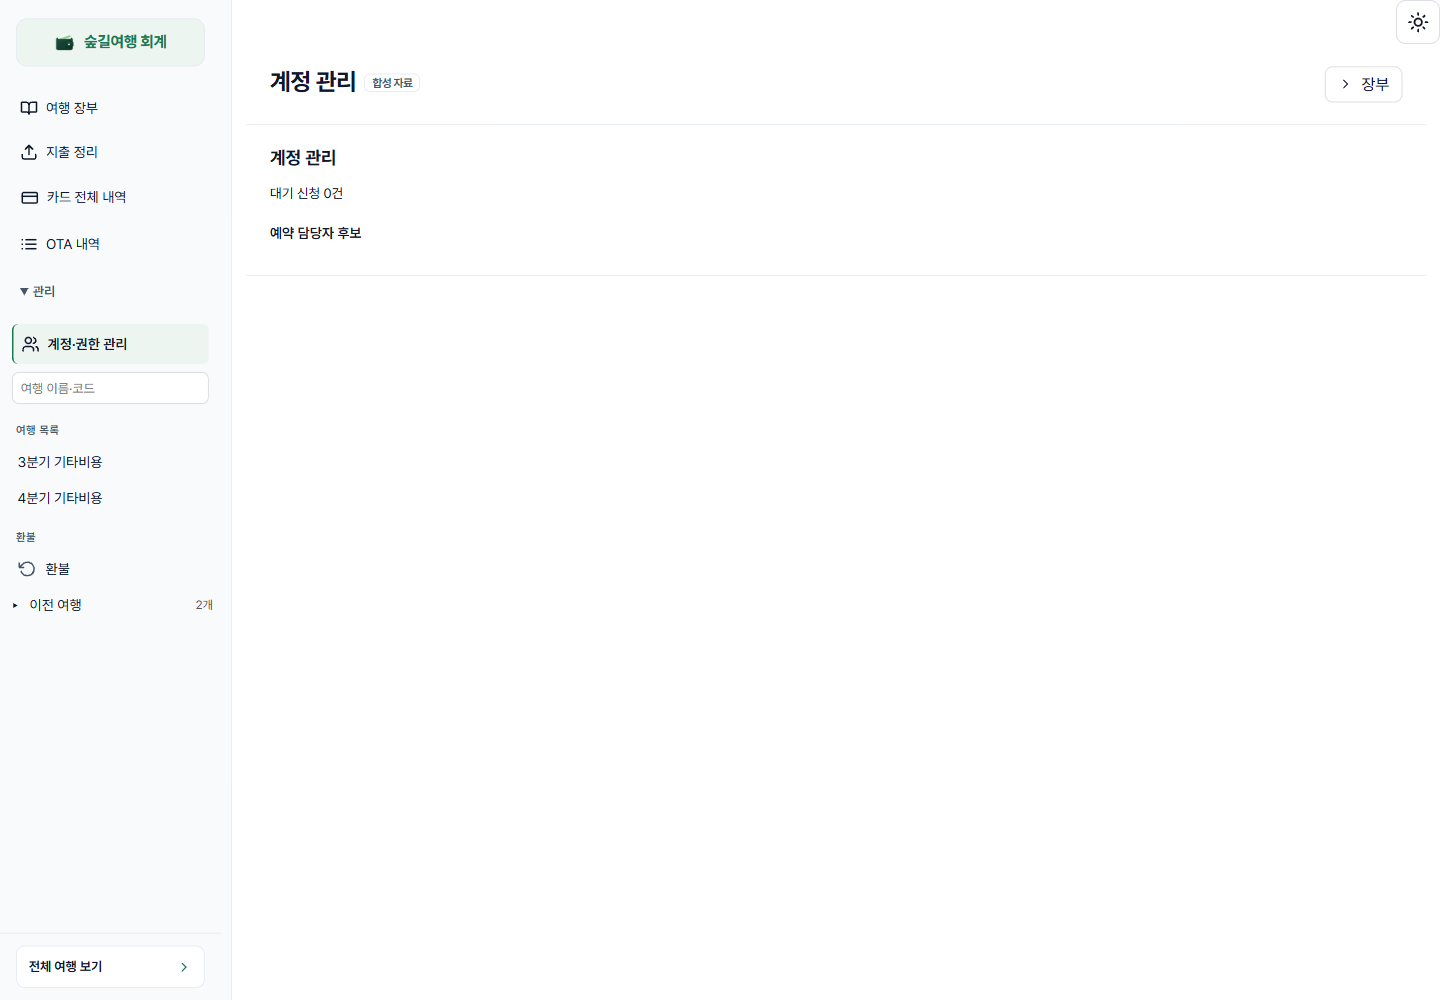 숲길여행 회계
여행 장부
지출 정리
카드 전체 내역
OTA 내역
▼ 관리
계정·권한 관리
여행 이름·코드
여행 목록
3분기 기타비용
4분기 기타비용
환불
환불
이전 여행 2개
전체 여행 보기
계정 관리 합성 자료
장부
계정 관리
대기 신청 0건
예약 담당자 후보